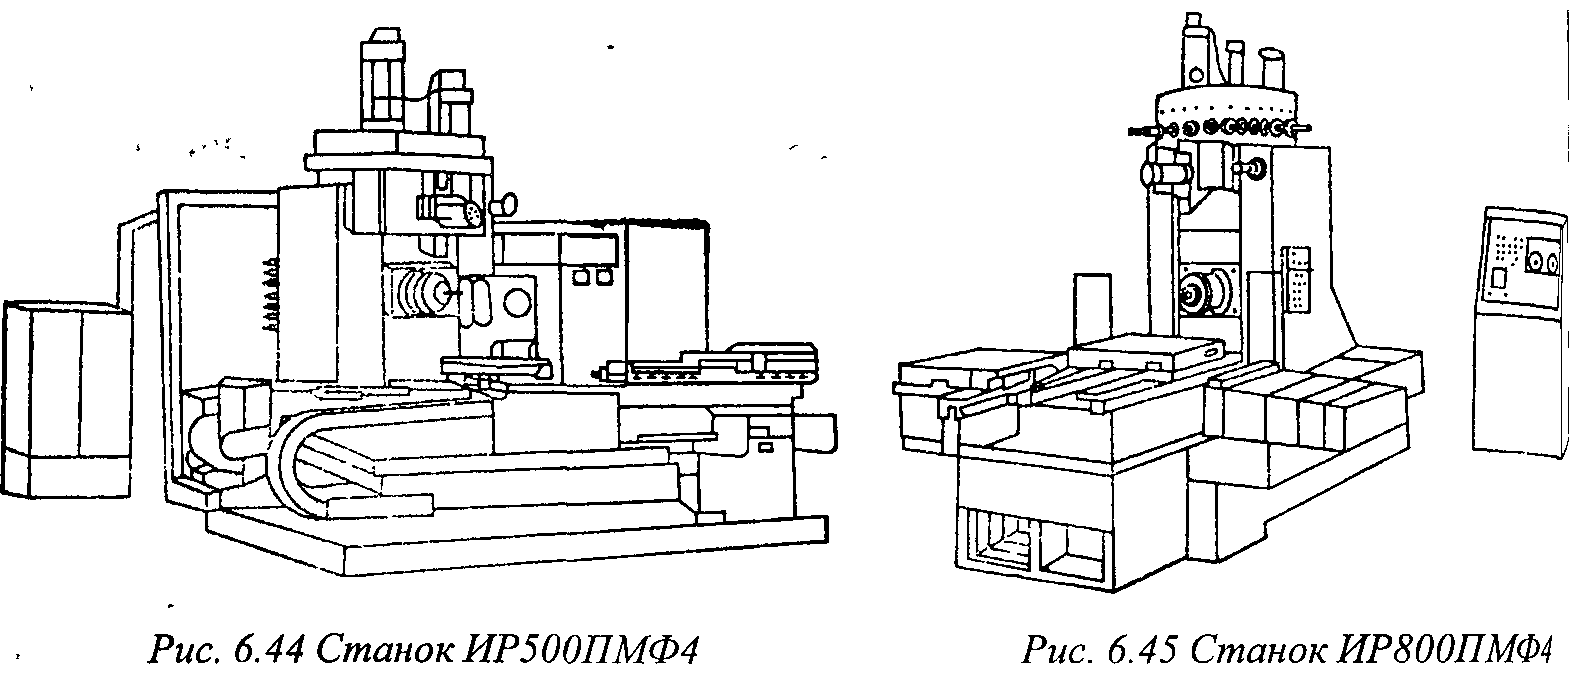 Рис. 6.44 Станок ИР500ПМФ4
Рис. 6.45 Станок ИР800ПМФ4